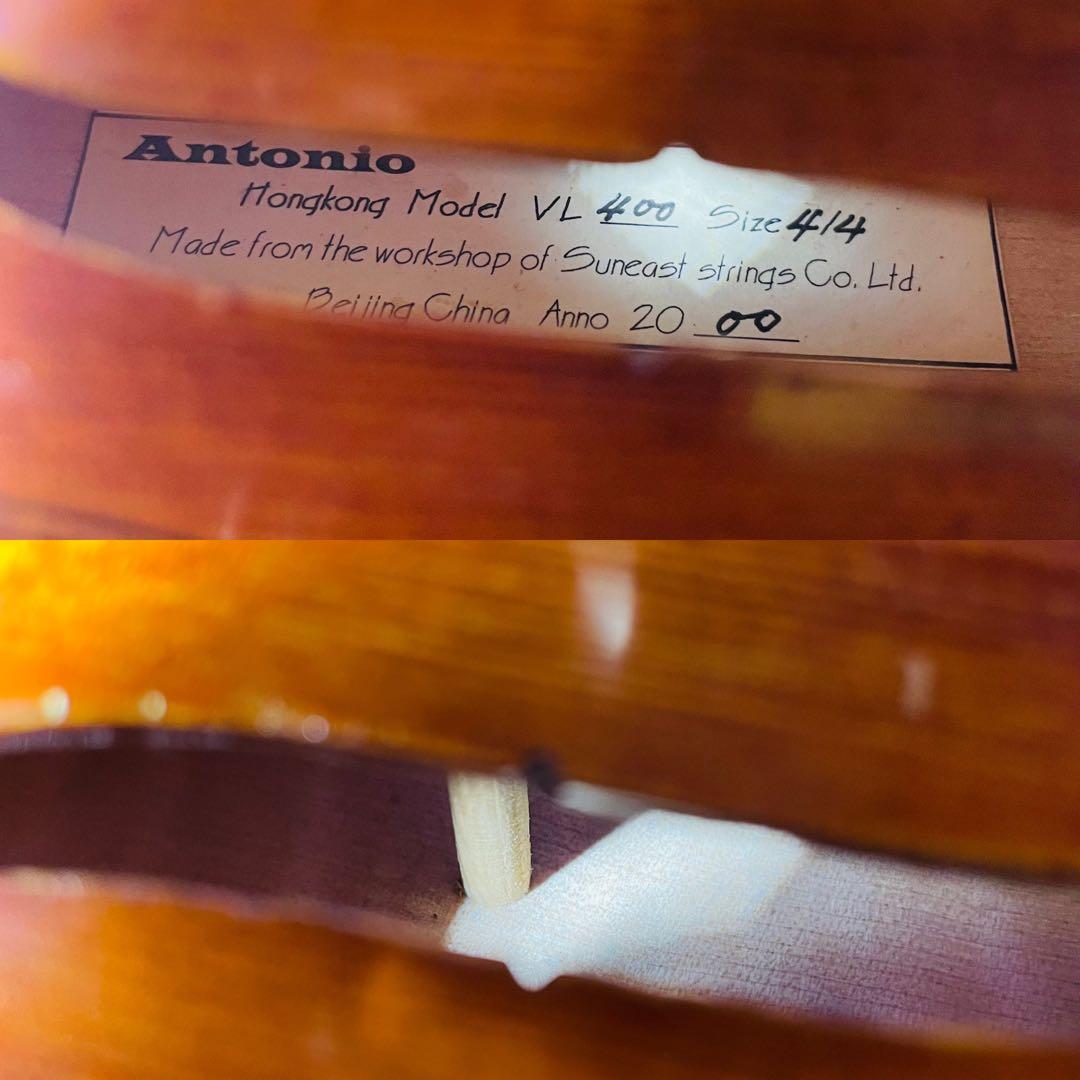 Antonio
Hongkong Model VL 400 Size 4/4
Made from the workshop of Suneast strings Co. Ltd.
Beijing China Anno 20 00